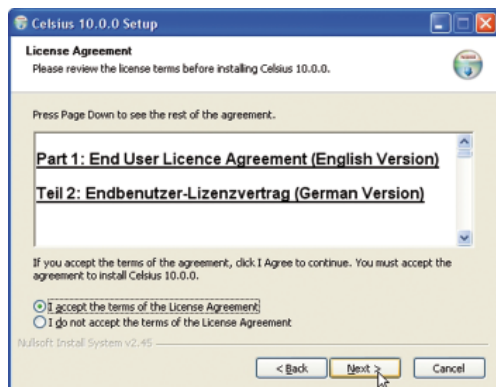 Celsius 10.0.0 Setup
License Agreement
Please review the license terms before installing Celsius 10.0.0.
Press Page Down to see the rest of the agreement.
Part 1: End User Licence Agreement (English Version)
Teil 2: Endbenutzer-Lizenzvertrag (German Version)
If you accept the terms of the agreement, click I Agree to continue. You must accept the
agreement to install Celsius 10.0.0.
I accept the terms of the License Agreement
I do not accept the terms of the License Agreement
Nullsoft Install System v2.45
< Back Next > Cancel